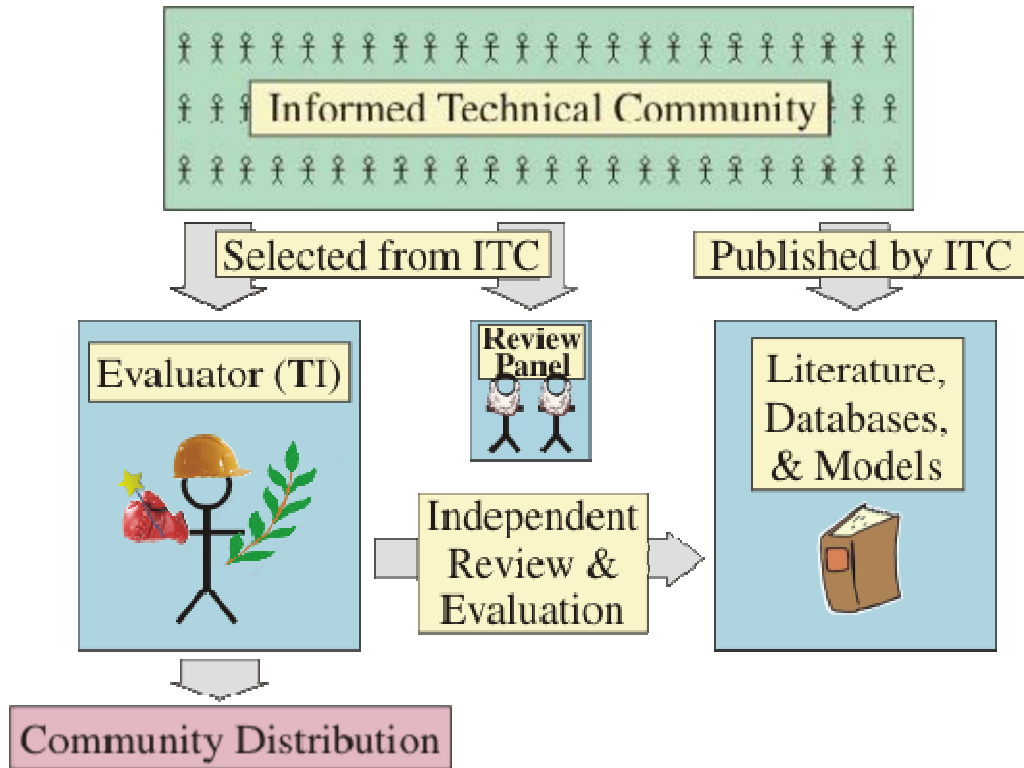 Informed Technical Community
Selected from ITC
Published by ITC
Evaluator (TI)
Review
Panel
Literature,
Databases,
& Models
Independent
Review &
Evaluation
Community Distribution